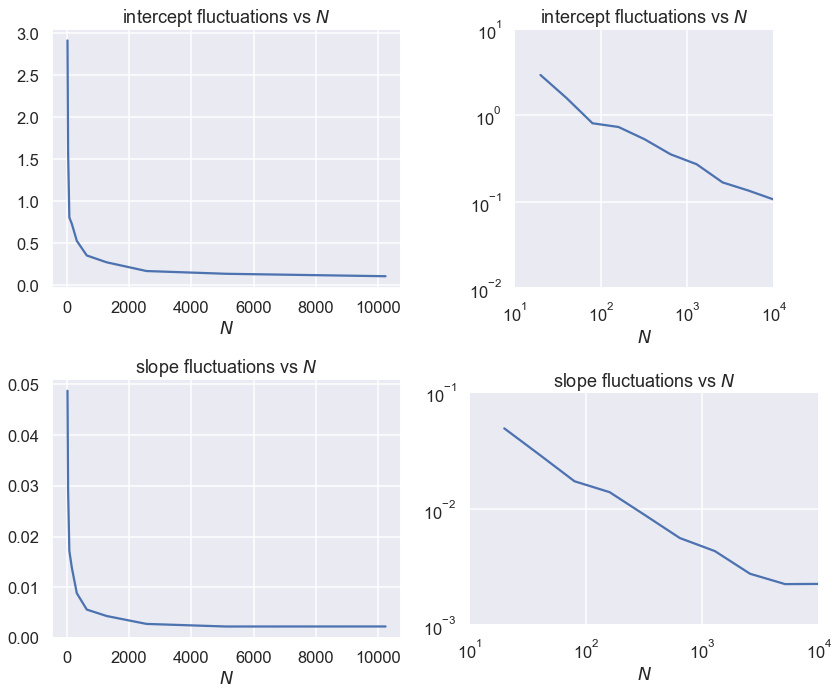 intercept fluctuations vs N
3.0
2.5
2.0
1.5
1.0
0.5
0.0
0 2000 4000 6000 8000 10000
N
intercept fluctuations vs N
10¹
10⁰
10⁻¹
10⁻²
10¹ 10² 10³ 10⁴
N
slope fluctuations vs N
0.05
0.04
0.03
0.02
0.01
0.00
0 2000 4000 6000 8000 10000
N
slope fluctuations vs N
10⁻¹
10⁻²
10⁻³
10¹ 10² 10³ 10⁴
N